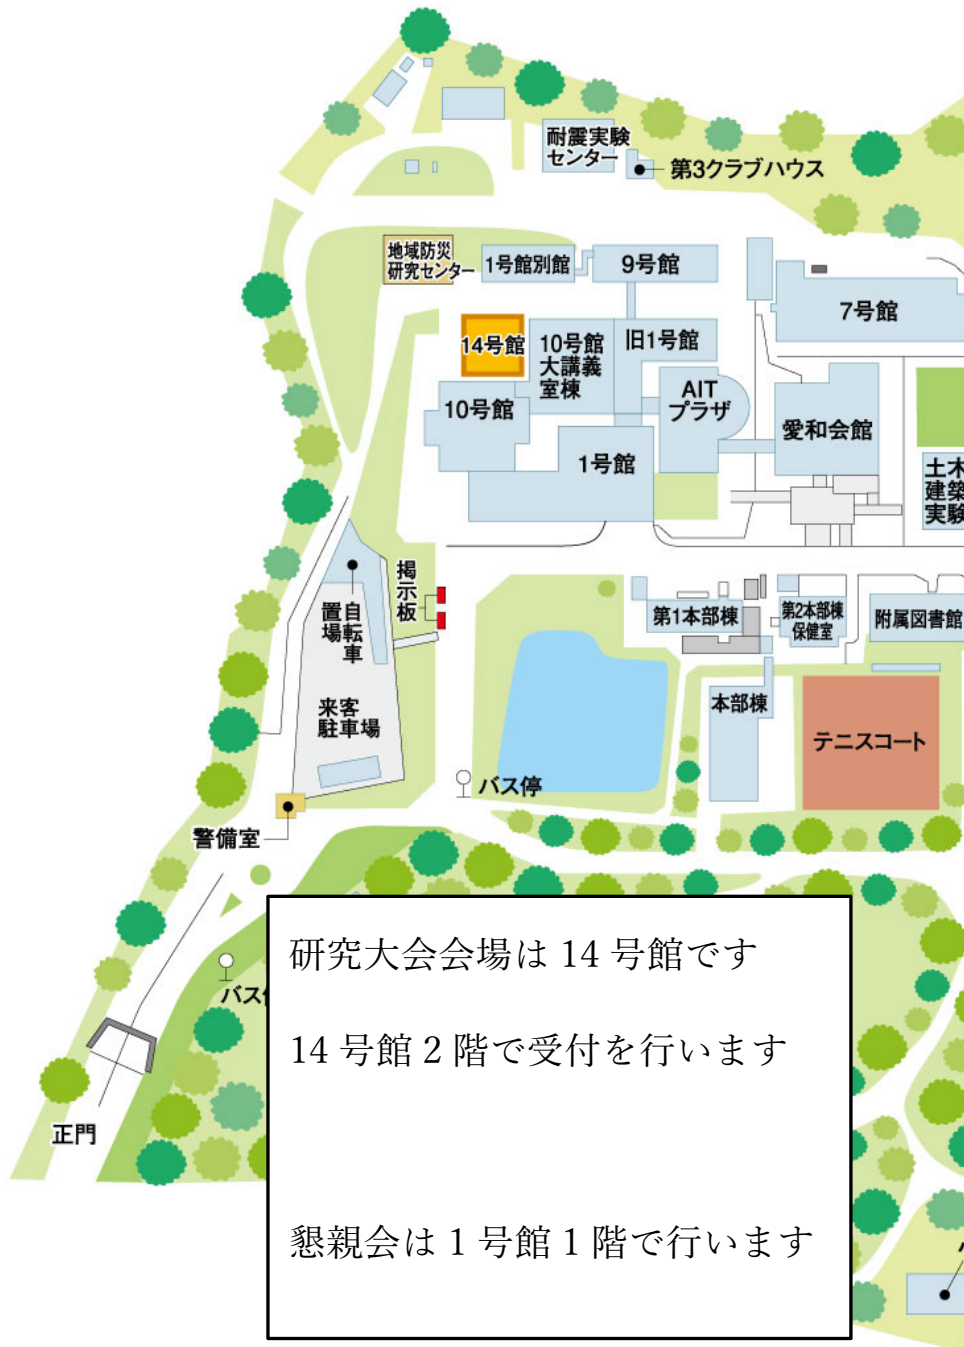 耐震実験
センター
第3クラブハウス
地域防災
研究センター
1号館別館
9号館
7号館
14号館
10号館
大講義
室棟
旧1号館
AIT
プラザ
10号館
愛和会館
1号館
土木
建築
実験
掲示板
自転車
置場
第1本部棟
第2本部棟
保健室
附属図書館
来客
駐車場
本部棟
テニスコート
バス停
警備室
バス
正門
研究大会会場は 14 号館です
14 号館 2 階で受付を行います
懇親会は 1 号館 1 階で行います